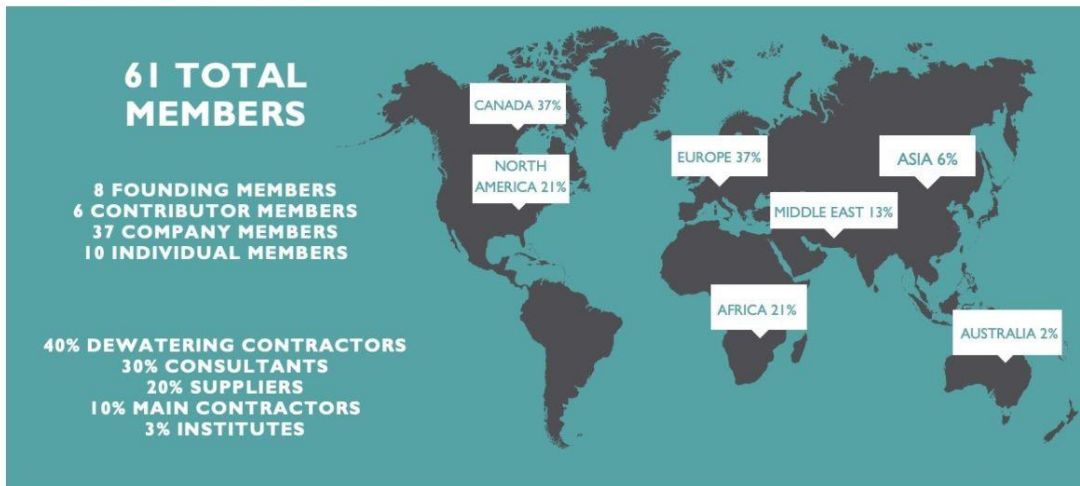 61 TOTAL
MEMBERS
8 FOUNDING MEMBERS
6 CONTRIBUTOR MEMBERS
37 COMPANY MEMBERS
10 INDIVIDUAL MEMBERS
40% DEWATERING CONTRACTORS
30% CONSULTANTS
20% SUPPLIERS
10% MAIN CONTRACTORS
3% INSTITUTES
CANADA 37%
NORTH
AMERICA 21%
EUROPE 37%
ASIA 6%
MIDDLE EAST 13%
AFRICA 21%
AUSTRALIA 2%